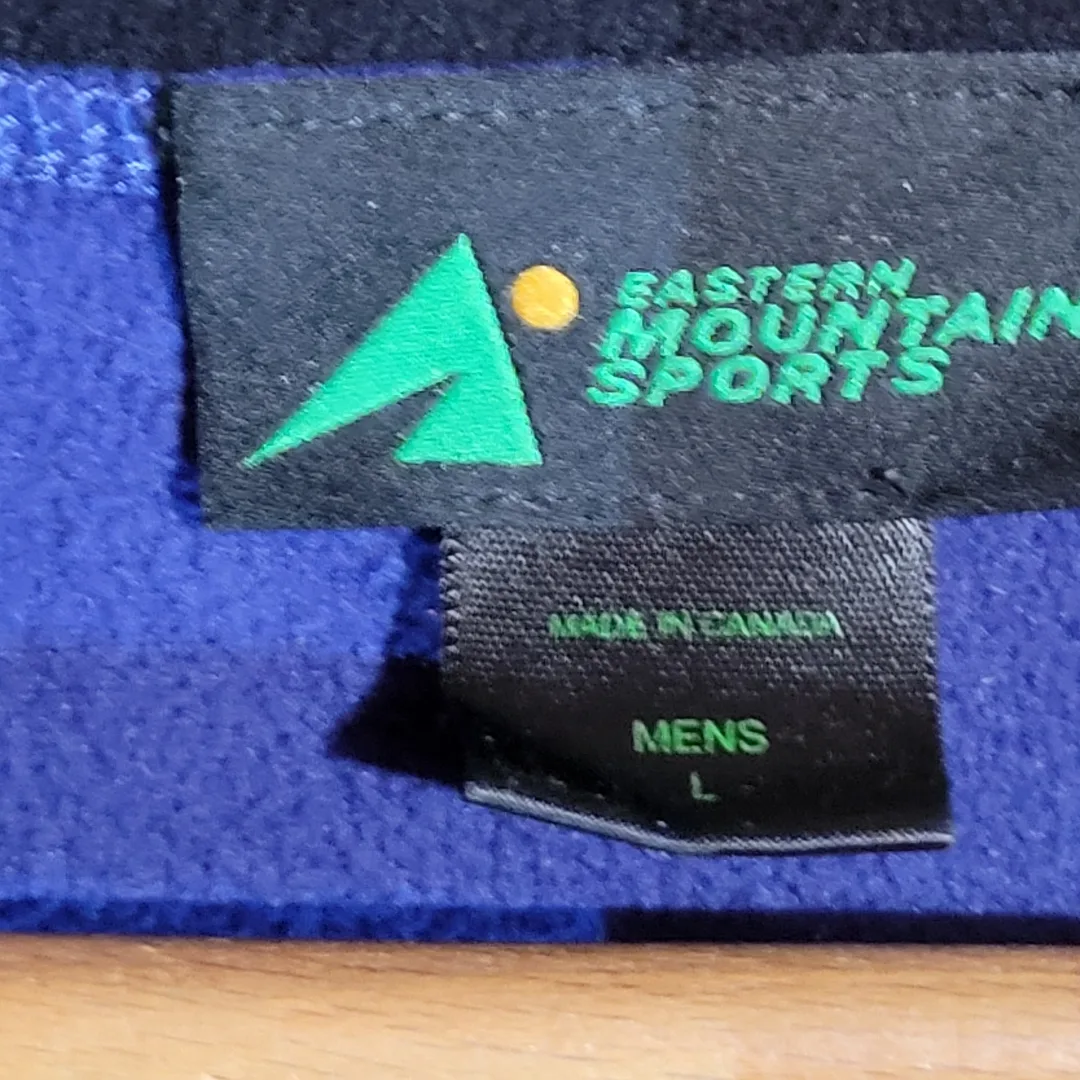 EASTERN
MOUNTAIN
SPORTS
MADE IN CANADA
MENS
L